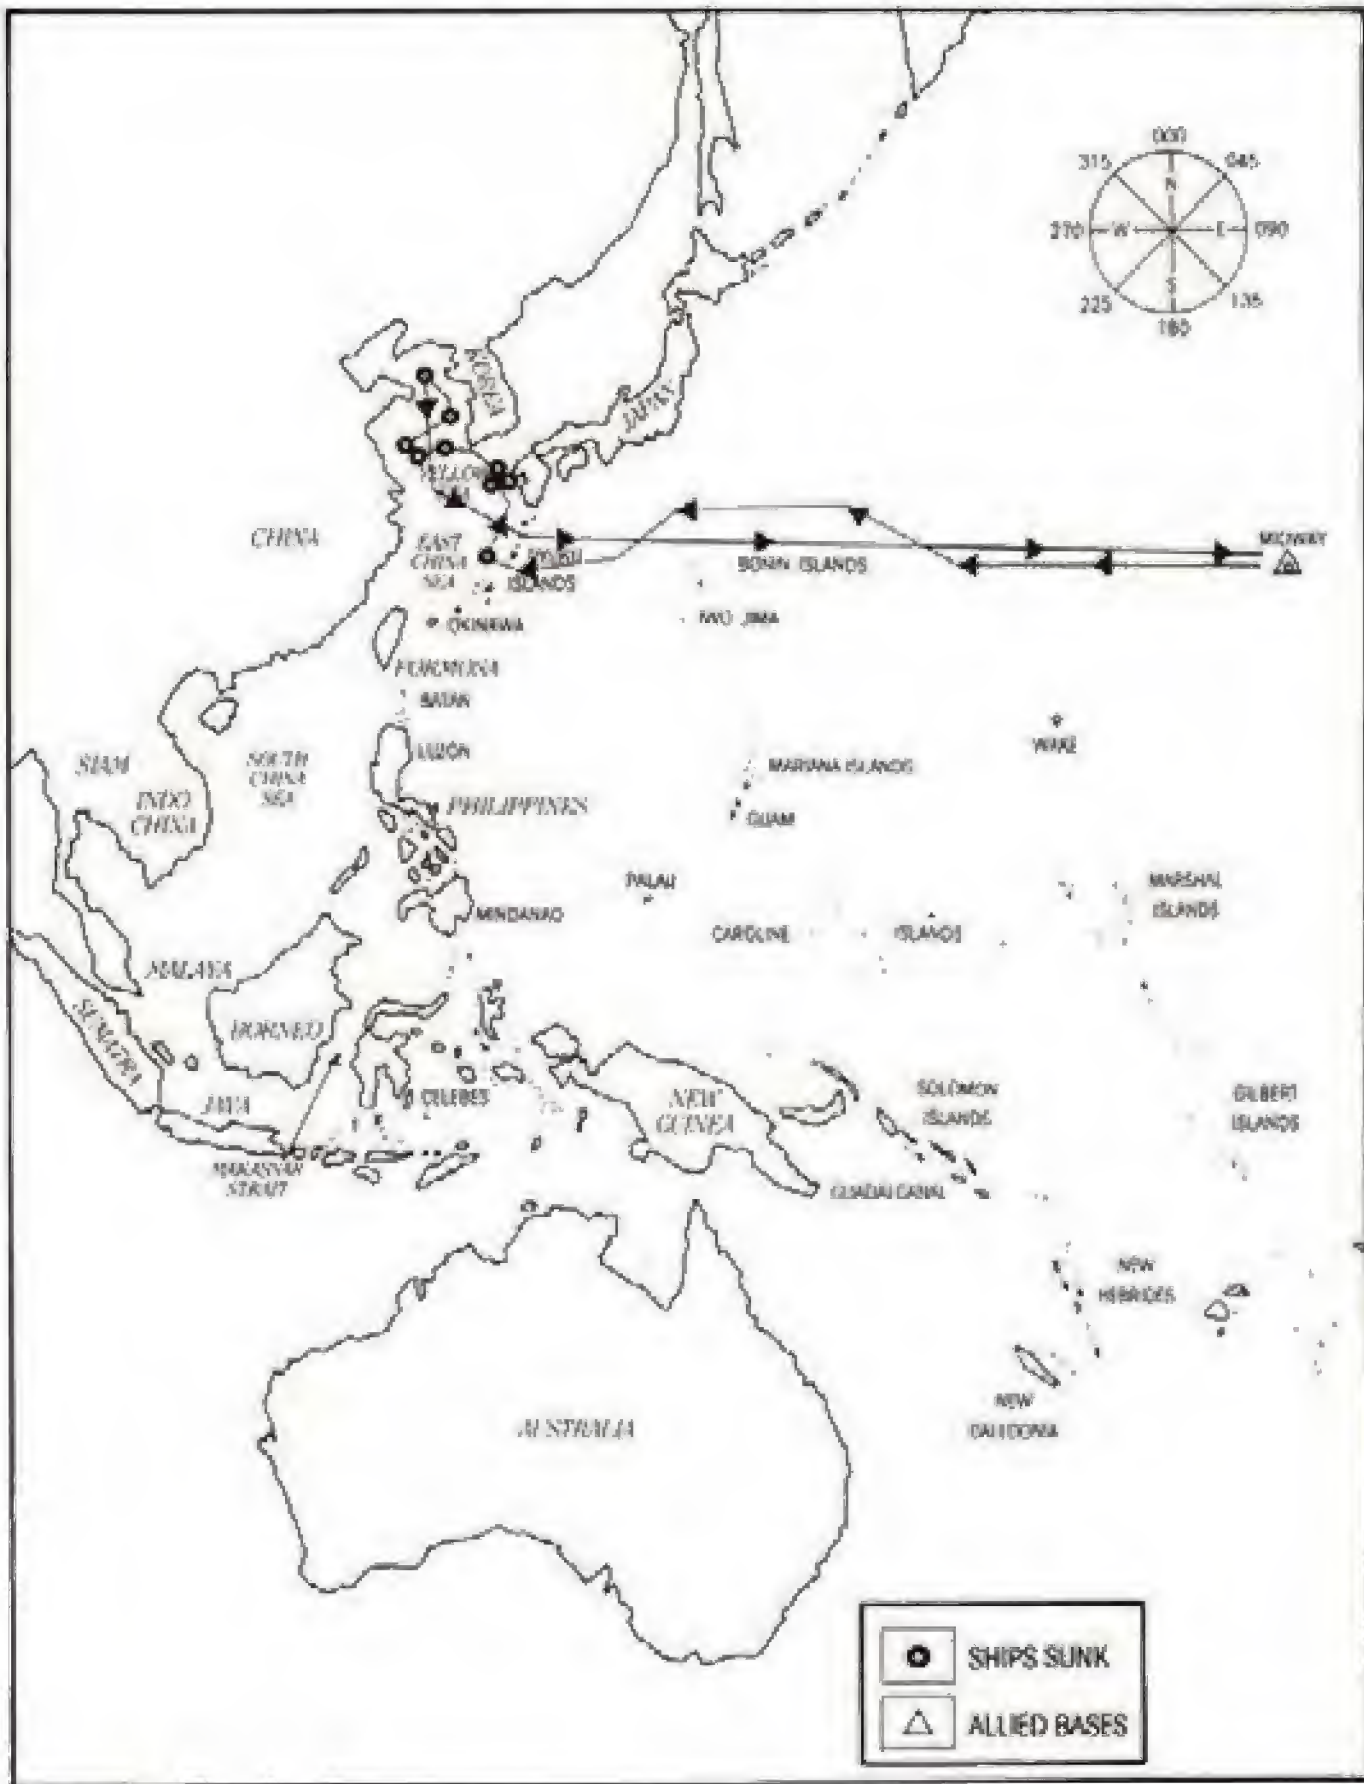 000
315
045
N
270
W
E
090
S
225
135
180
KOREA
JAPAN
YELLOW
SEA
CHINA
EAST
CHINA
SEA
MIDWAY
ISLANDS
BONIN ISLANDS
OKINAWA
IWO JIMA
FORMOSA
BATAN
WAKE
LUZON
SIAM
SOUTH
CHINA
SEA
MARIANA ISLANDS
INDO
CHINA
PHILIPPINES
GUAM
PALAU
MARSHAL
ISLANDS
MINDANAO
CAROLINE
ISLANDS
MALAYA
SUMATRA
BORNEO
JAVA
CELEBES
NEW
GUINEA
SOLOMON
ISLANDS
GILBERT
ISLANDS
MAKASSAR
STRAIT
GUADALCANAL
NEW
HEBRIDES
NEW
CALEDONIA
AUSTRALIA
SHIPS SUNK
ALLIED BASES